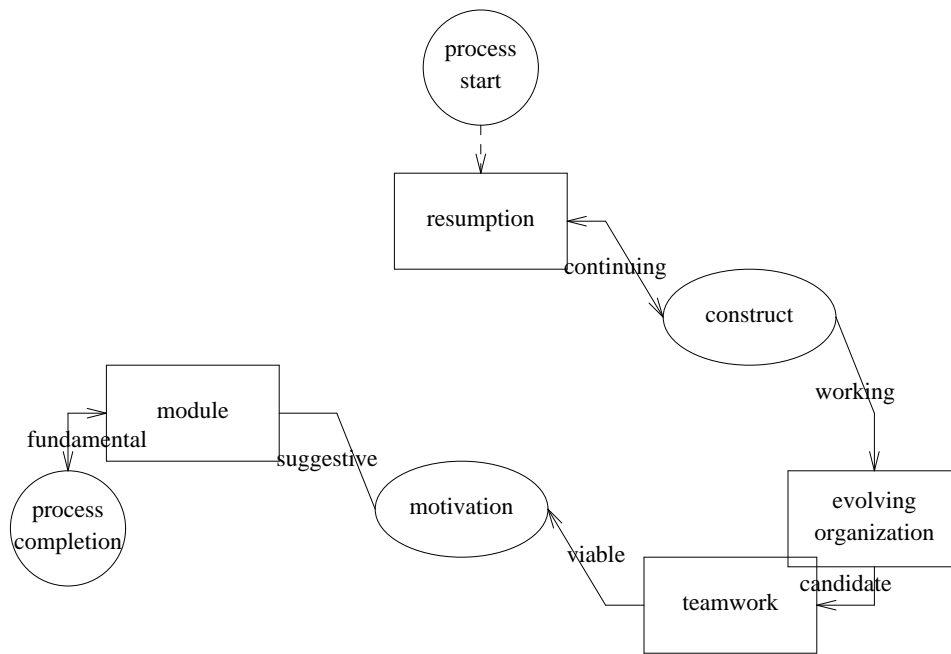 process
start
resumption
continuing
construct
working
module
fundamental
suggestive
motivation
process
completion
evolving
organization
viable
candidate
teamwork